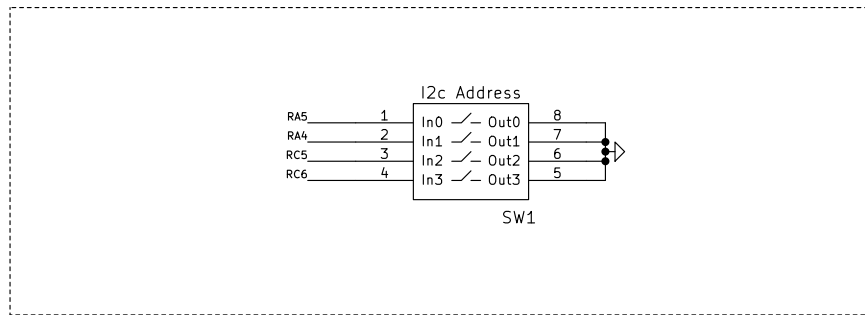 I2c Address
RA5 1 In0 Out0 8
RA4 2 In1 Out1 7
RC5 3 In2 Out2 6
RC6 4 In3 Out3 5
SW1